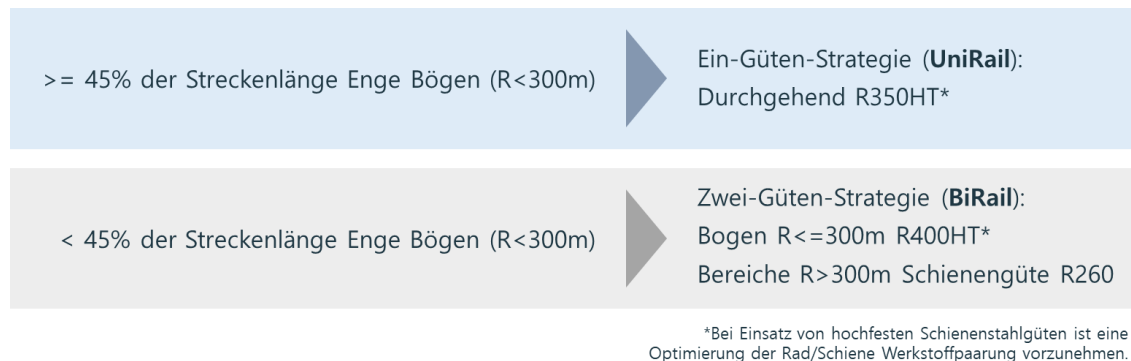 >= 45% der Streckenlänge Enge Bögen (R<300m)
Ein-Güten-Strategie (UniRail):
Durchgehend R350HT*
< 45% der Streckenlänge Enge Bögen (R<300m)
Zwei-Güten-Strategie (BiRail):
Bogen R<=300m R400HT*
Bereiche R>300m Schienengüte R260
*Bei Einsatz von hochfesten Schienenstahlgüten ist eine
Optimierung der Rad/Schiene Werkstoffpaarung vorzunehmen.